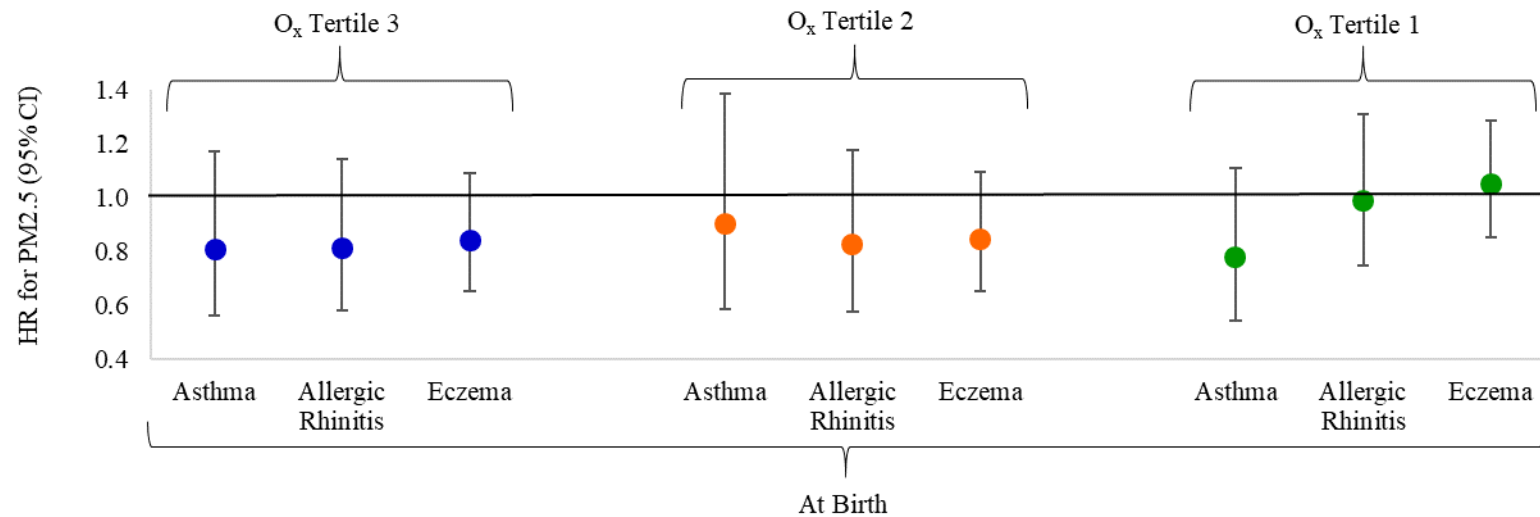 Oₓ Tertile 3
Oₓ Tertile 2
Oₓ Tertile 1
HR for PM2.5 (95%CI)
1.4
1.2
1.0
0.8
0.6
0.4
Asthma
Allergic
Rhinitis
Eczema
Asthma
Allergic
Rhinitis
Eczema
Asthma
Allergic
Rhinitis
Eczema
At Birth